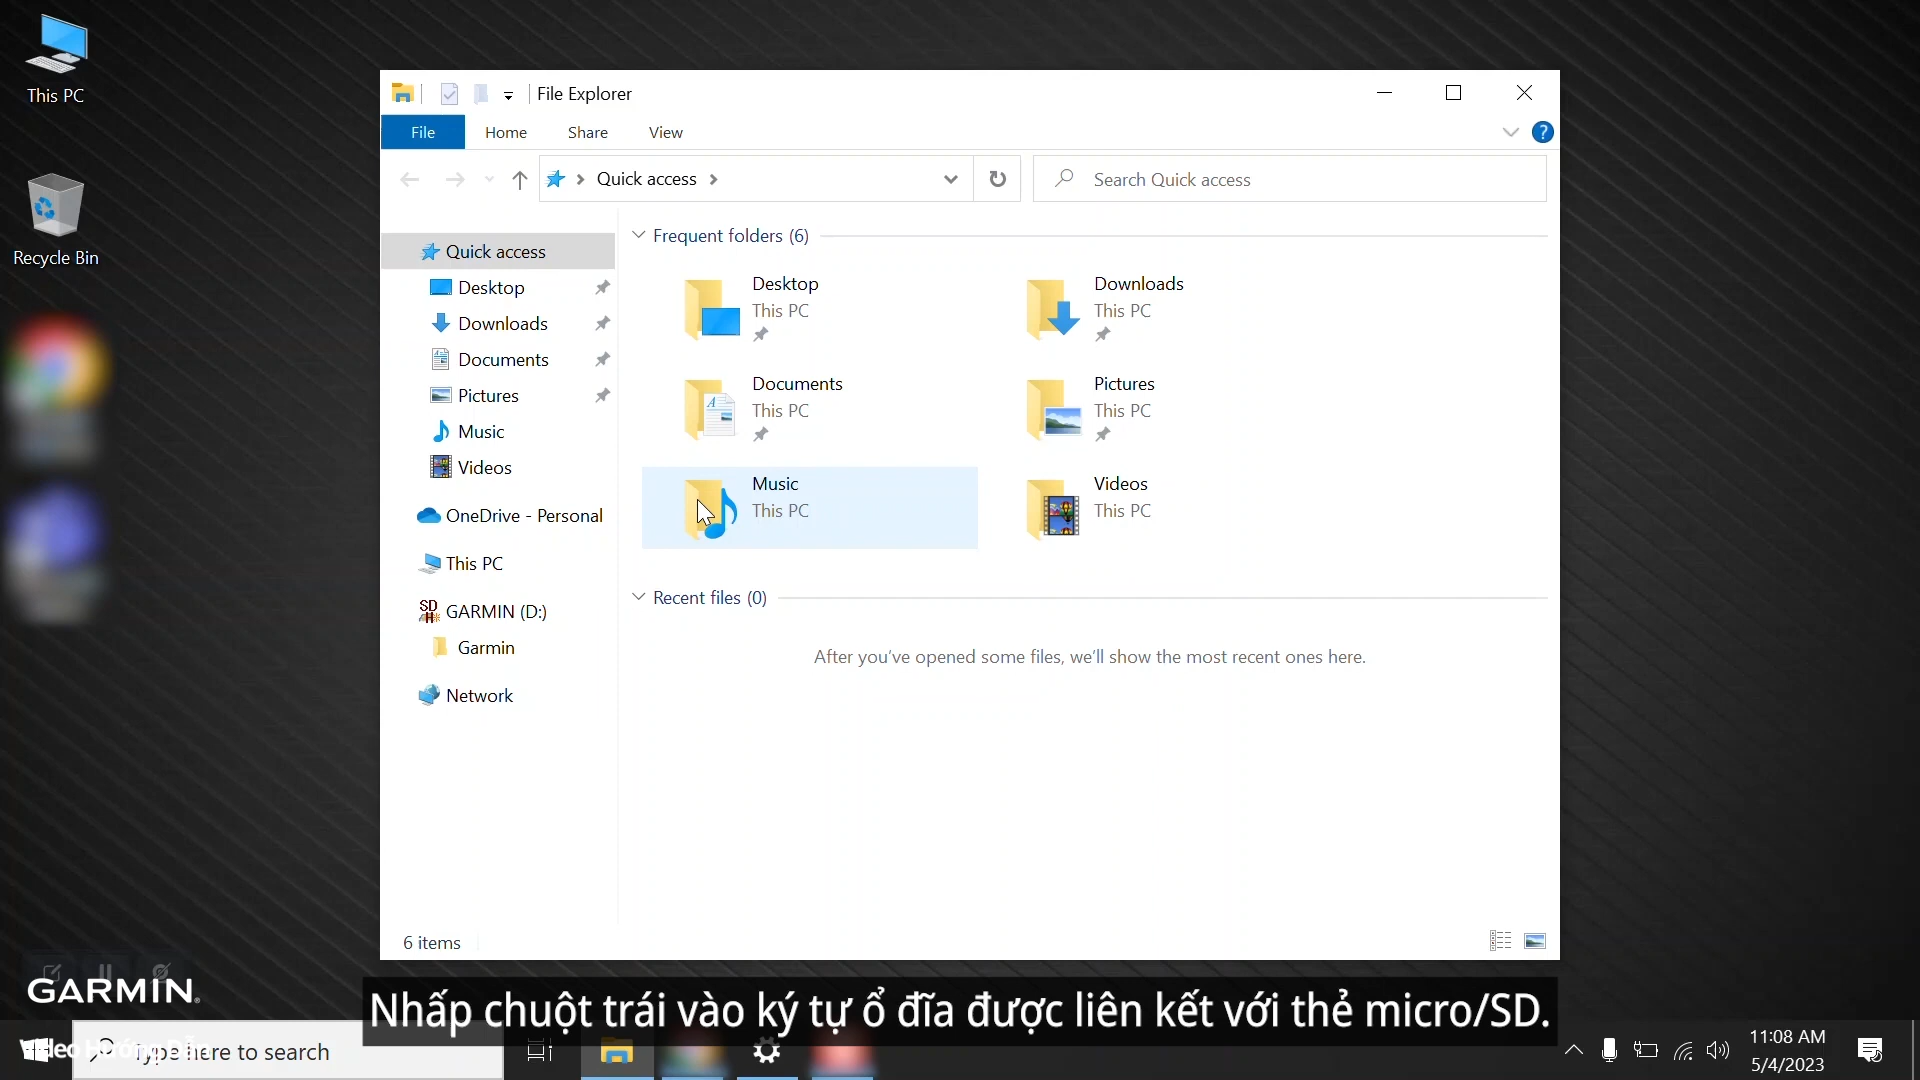 This PC
Recycle Bin
File Explorer
File Home Share View
Quick access
Search Quick access
Quick access
Desktop
Downloads
Documents
Pictures
Music
Videos
OneDrive - Personal
This PC
GARMIN (D:)
Garmin
Network
Frequent folders (6)
Desktop
This PC
Downloads
This PC
Documents
This PC
Pictures
This PC
Music
This PC
Videos
This PC
Recent files (0)
After you've opened some files, we'll show the most recent ones here.
6 items
GARMIN
Nhấp chuột trái vào ký tự ổ đĩa được liên kết với thẻ micro/SD.
Video Hướng Dẫn
Type here to search
11:08 AM
5/4/2023